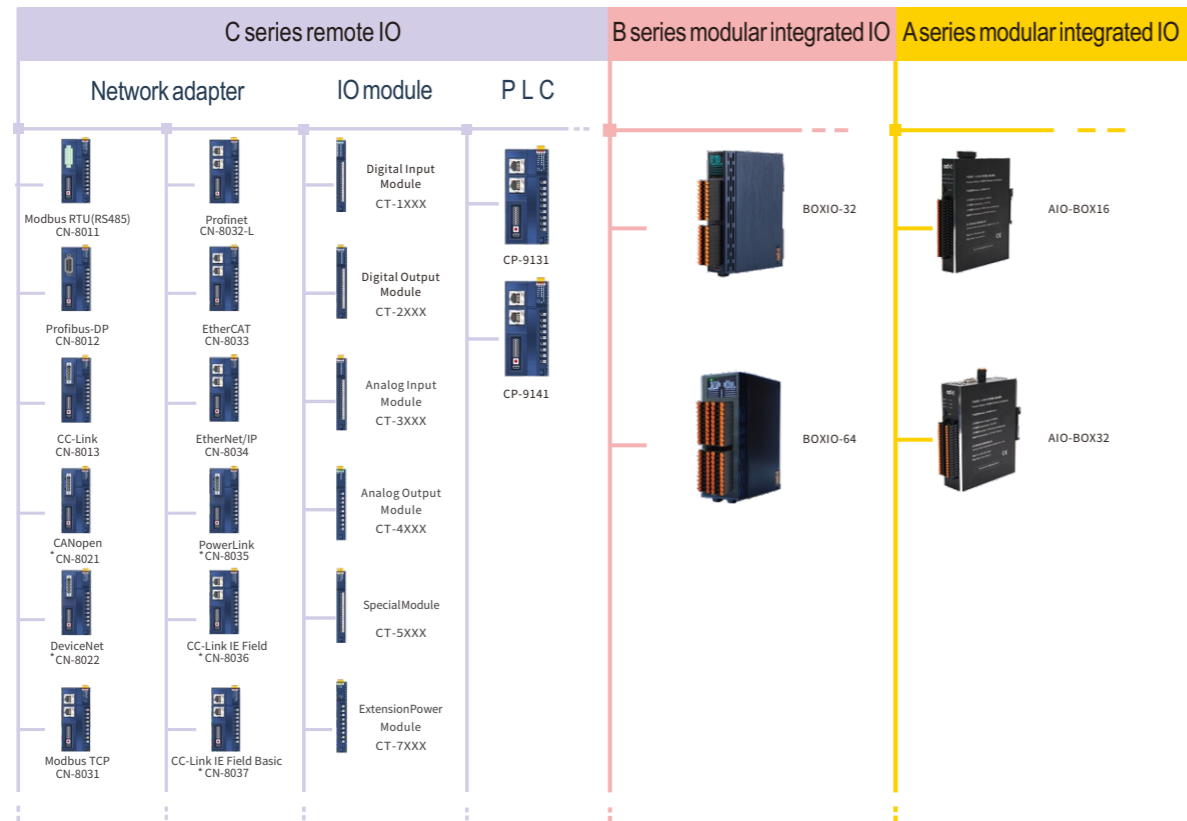 C series remote IO
B series modular integrated IO
A series modular integrated IO
Network adapter
IO module
P L C
Modbus RTU(RS485)
CN-8011
Profibus-DP
CN-8012
CC-Link
CN-8013
CANopen
*CN-8021
DeviceNet
*CN-8022
Modbus TCP
CN-8031
Profinet
CN-8032-L
EtherCAT
CN-8033
EtherNet/IP
CN-8034
PowerLink
*CN-8035
CC-Link IE Field
*CN-8036
CC-Link IE Field Basic
*CN-8037
Digital Input
Module
CT-1XXX
Digital Output
Module
CT-2XXX
Analog Input
Module
CT-3XXX
Analog Output
Module
CT-4XXX
SpecialModule
CT-5XXX
ExtensionPower
Module
CT-7XXX
CP-9131
CP-9141
BOXIO-32
BOXIO-64
AIO-BOX16
AIO-BOX32